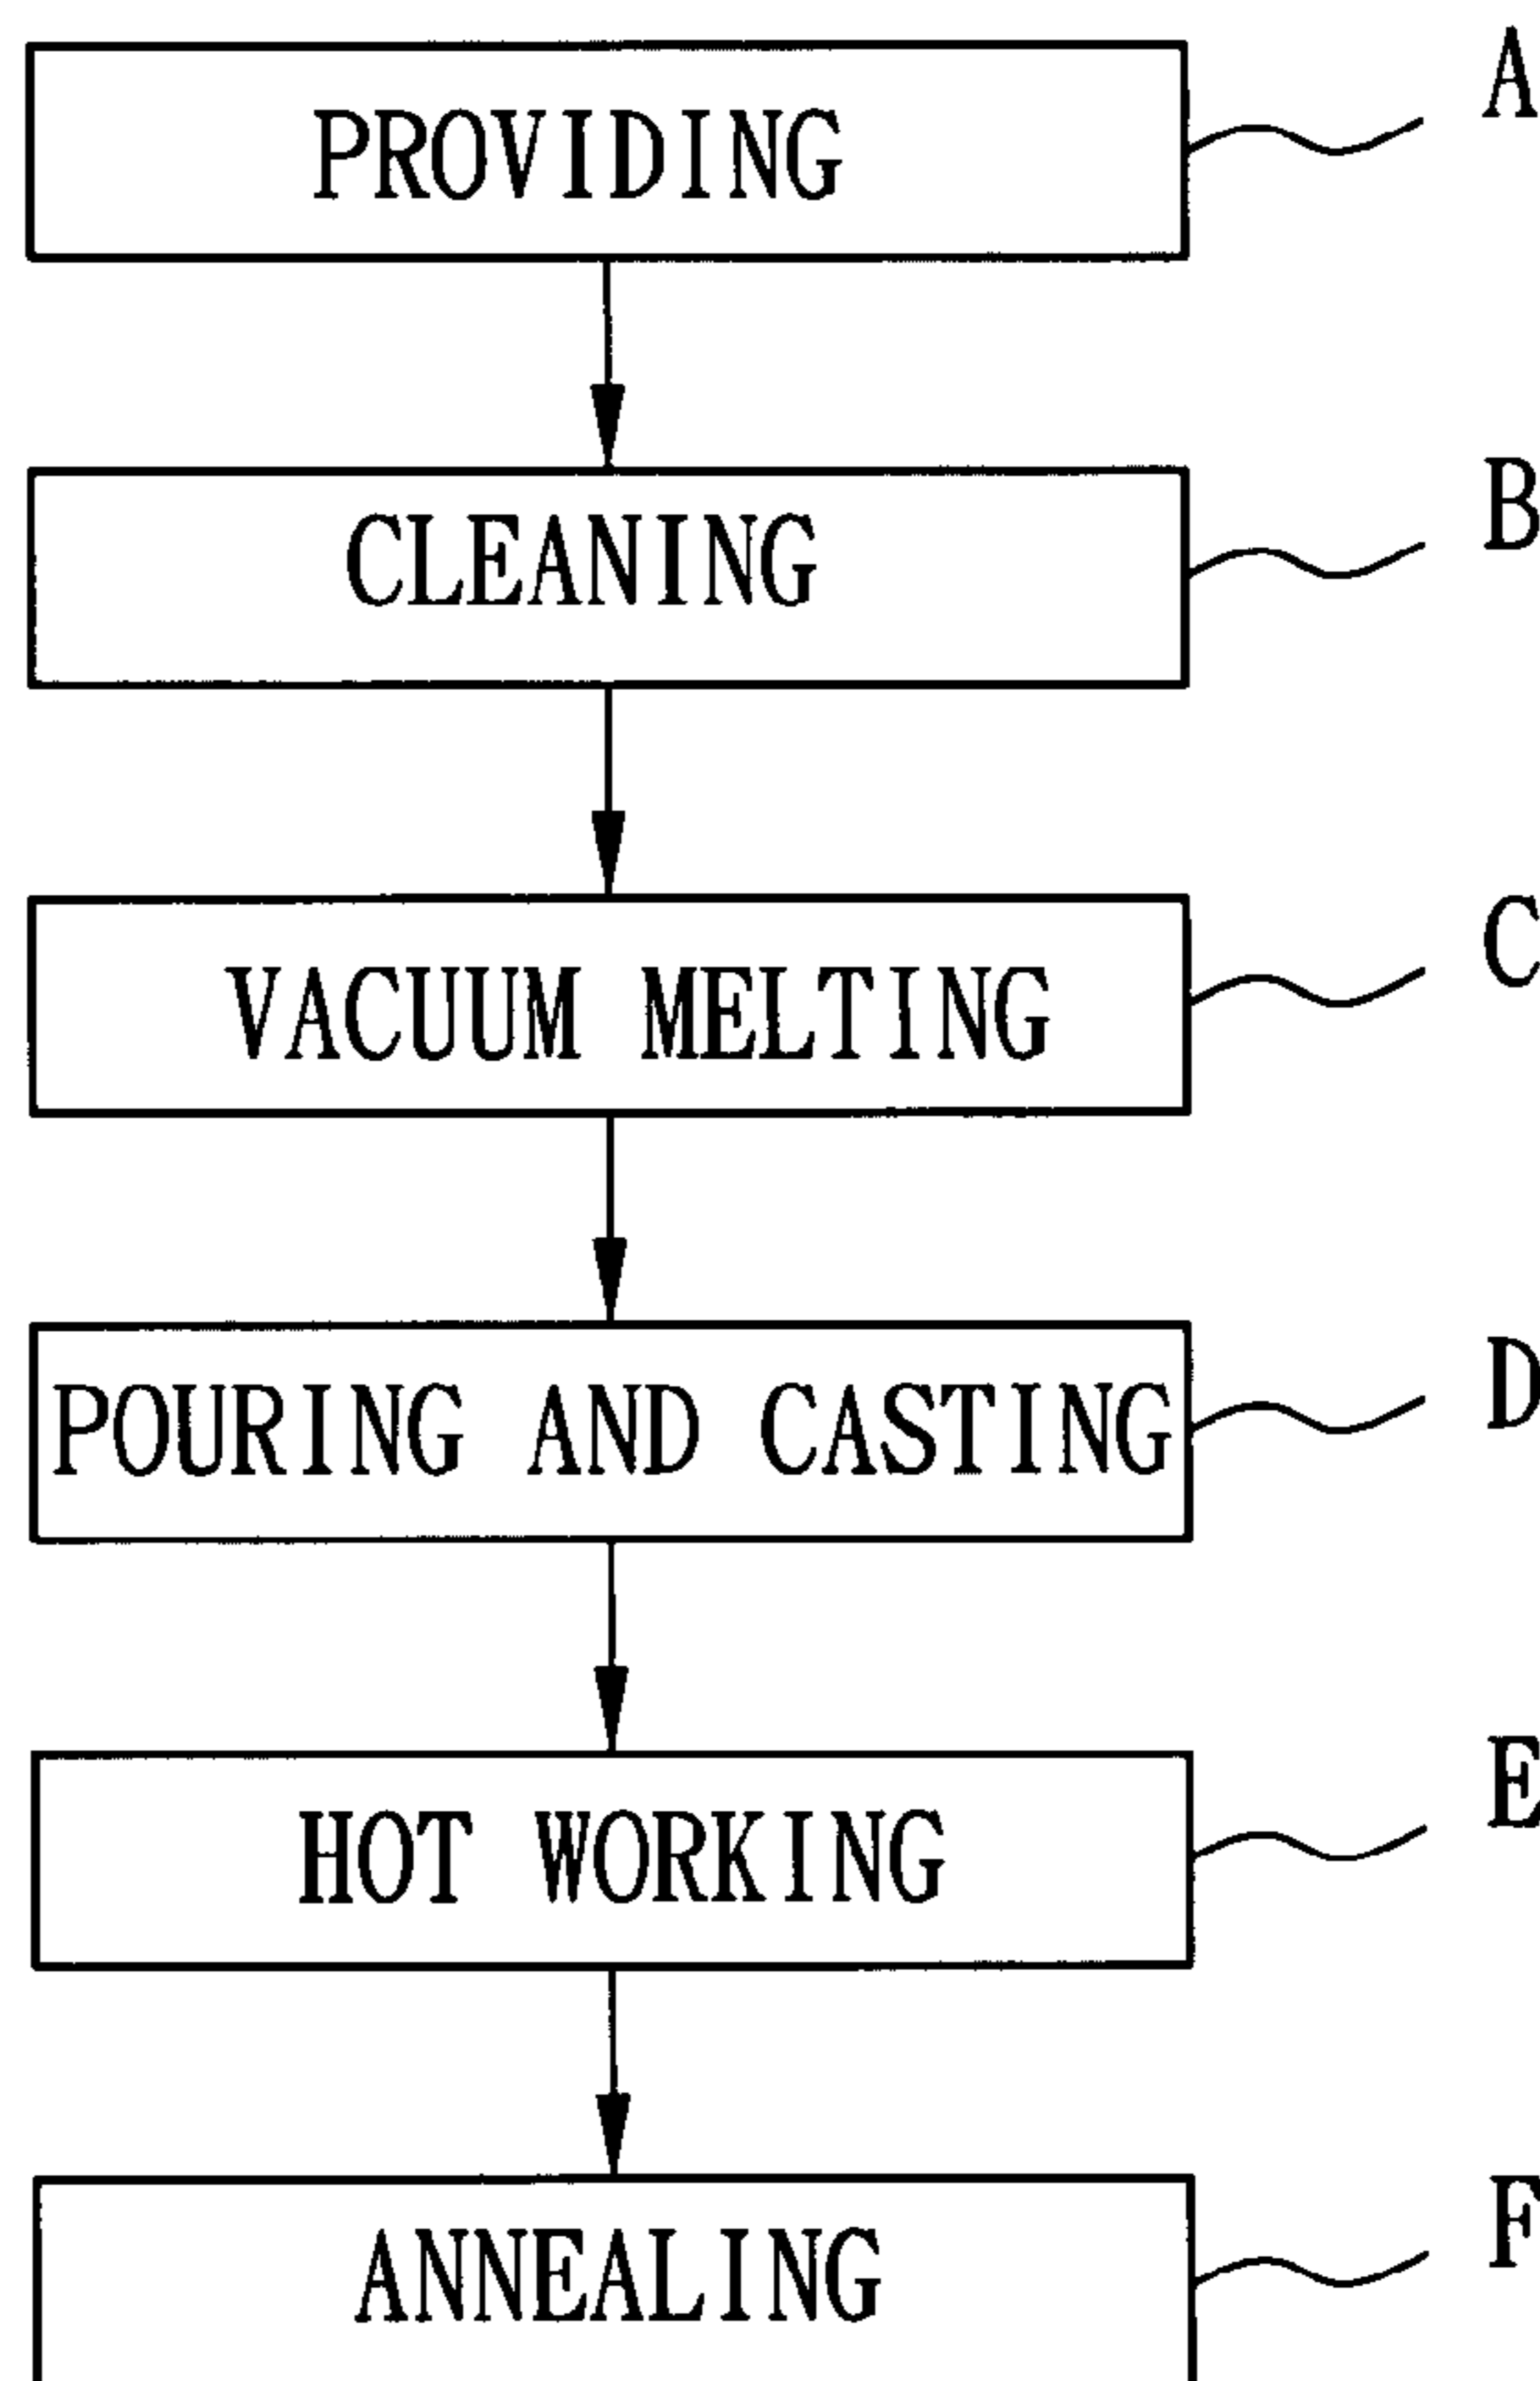 PROVIDING
A
CLEANING
B
VACUUM MELTING
C
POURING AND CASTING
D
HOT WORKING
E
ANNEALING
F